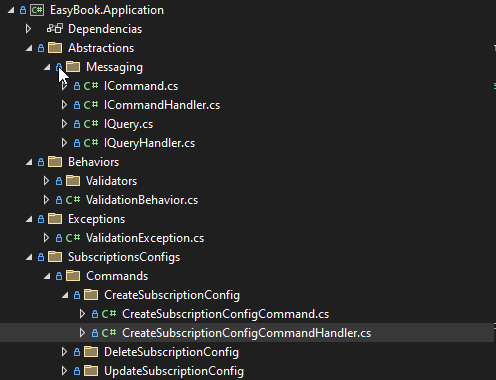 C# EasyBook.Application
Dependencias
Abstractions
Messaging
C# ICommand.cs
C# ICommandHandler.cs
C# IQuery.cs
C# IQueryHandler.cs
Behaviors
Validators
C# ValidationBehavior.cs
Exceptions
C# ValidationException.cs
SubscriptionsConfigs
Commands
CreateSubscriptionConfig
C# CreateSubscriptionConfigCommand.cs
C# CreateSubscriptionConfigCommandHandler.cs
DeleteSubscriptionConfig
UpdateSubscriptionConfig